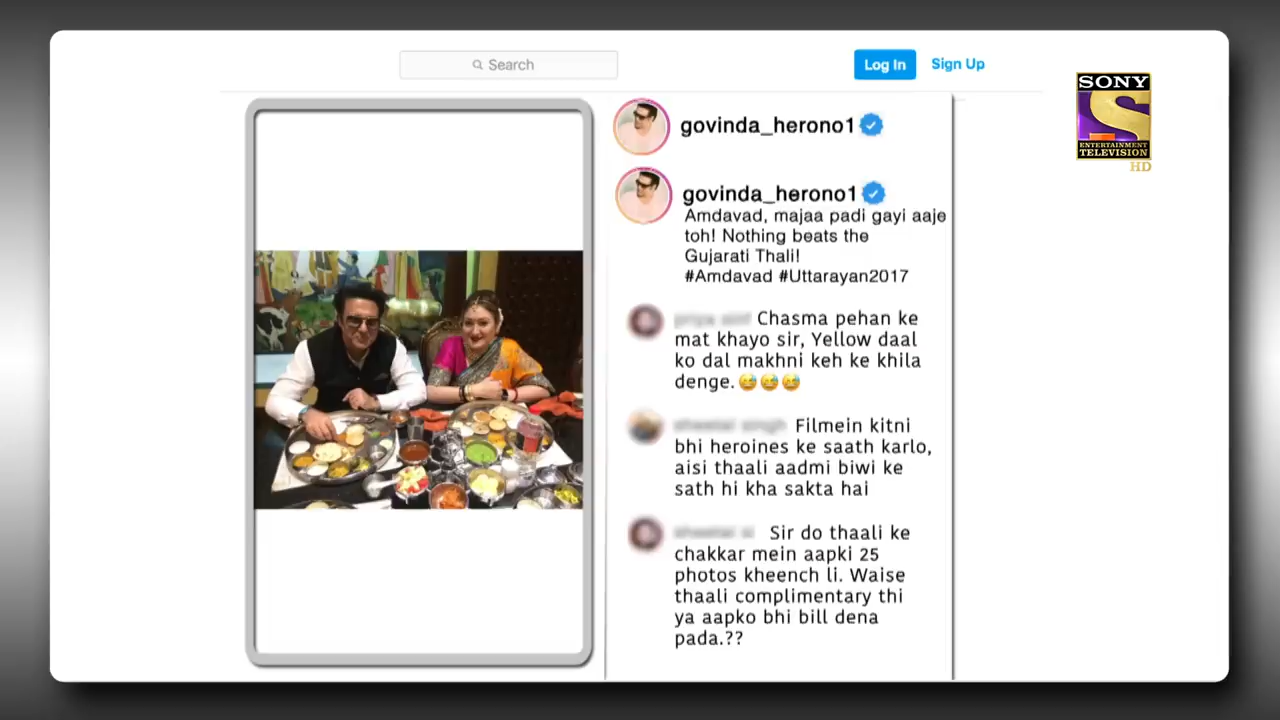 Search
Log In
Sign Up
SONY
ENTERTAINMENT
TELEVISION
HD
govinda_herono1
govinda_herono1
Amdavad, majaa padi gayi aaje
toh! Nothing beats the
Gujarati Thali!
#Amdavad #Uttarayan2017
Chasma pehan ke
mat khayo sir, Yellow daal
ko dal makhni keh ke khila
denge.😅😅😅
Filmein kitni
bhi heroines ke saath karlo,
aisi thaali aadmi biwi ke
sath hi kha sakta hai
Sir do thaali ke
chakkar mein aapki 25
photos kheench li. Waise
thaali complimentary thi
ya aapko bhi bill dena
pada.??